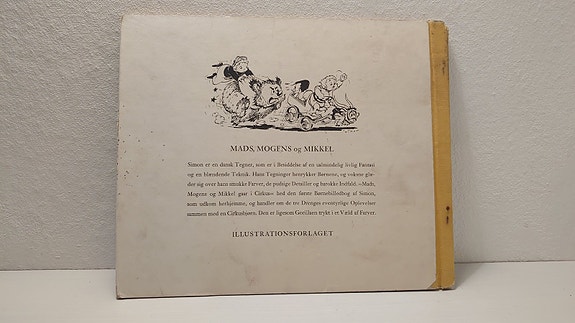 MADS, MOGENS og MIKKEL
Simon er en dansk Tegner, som er i Besiddelse af en ualmindelig livlig Fantasi
og en blændende Teknik. Hans Tegninger henrykker Børnene, og voksne glæ-
der sig over hans smukke Farver, de pudsige Detailler og barokke Indfald. »Mads,
Mogens og Mikkel gaar i Cirkus« hed den første Børnebilledbog af Simon,
som udkom herhjemme, og handler om de tre Drenges eventyrlige Oplevelser
sammen med en Cirkusbjørn. Den er ligesom Gorillaen trykt i et Væld af Farver.
ILLUSTRATIONSFORLAGET